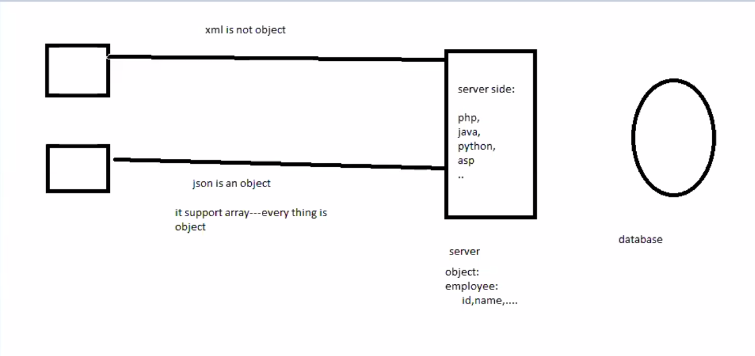 xml is not object
server side:
php,
java,
python,
asp
..
json is an object
it support array---every thing is
object
database
server
object:
employee:
id,name,....